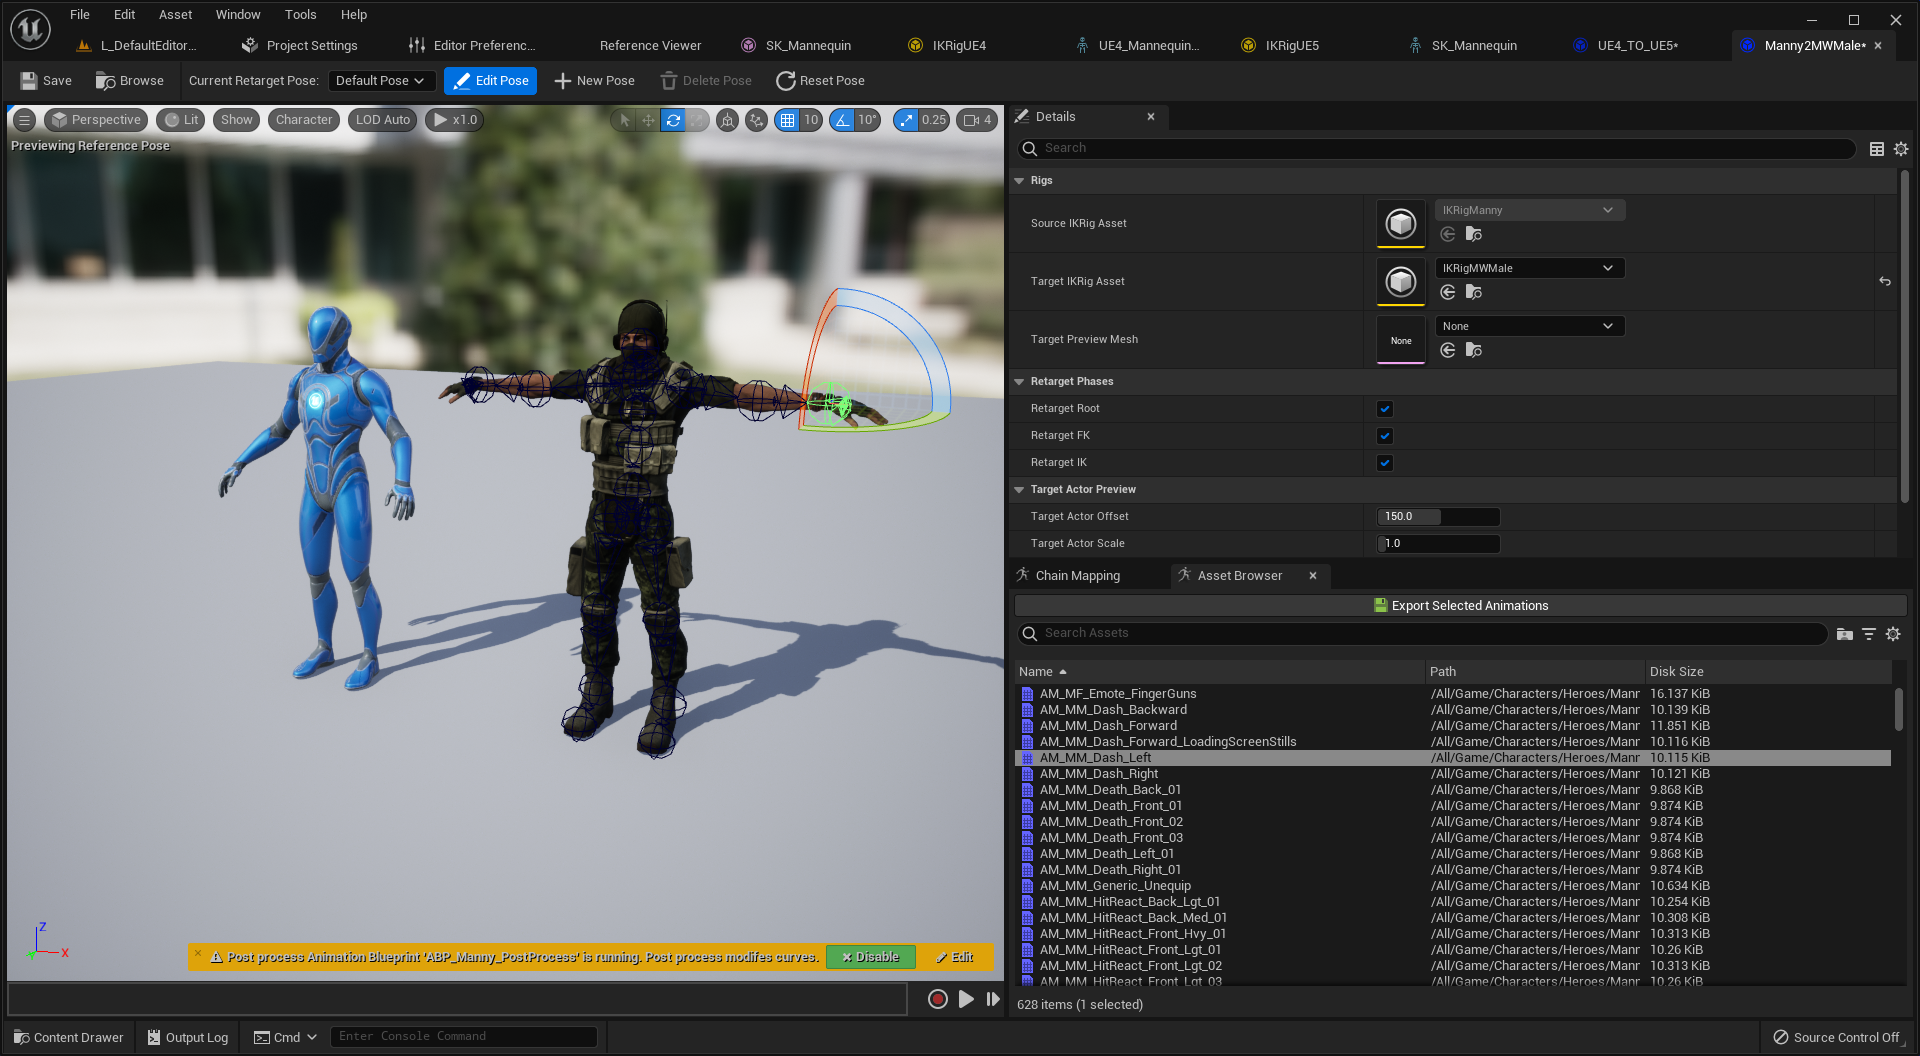 File Edit Asset Window Tools Help
L_DefaultEditor... Project Settings Editor Preferenc... Reference Viewer SK_Mannequin IKRigUE4 UE4_Mannequin... IKRigUE5 SK_Mannequin UE4_TO_UE5* Manny2MWMale*
Save Browse Current Retarget Pose: Default Pose Edit Pose New Pose Delete Pose Reset Pose
Perspective Lit Show Character LOD Auto x1.0 10 10° 0.25 4
Previewing Reference Pose
Details
Search
Rigs
Source IKRig Asset IKRigManny
Target IKRig Asset IKRigMWMale
Target Preview Mesh None None
Retarget Phases
Retarget Root
Retarget FK
Retarget IK
Target Actor Preview
Target Actor Offset 150.0
Target Actor Scale 1.0
Chain Mapping Asset Browser
Export Selected Animations
Search Assets
Name Path Disk Size
AM_MF_Emote_FingerGuns /All/Game/Characters/Heroes/Manr 16.137 KiB
AM_MM_Dash_Backward /All/Game/Characters/Heroes/Manr 10.139 KiB
AM_MM_Dash_Forward /All/Game/Characters/Heroes/Manr 11.851 KiB
AM_MM_Dash_Forward_LoadingScreenStills /All/Game/Characters/Heroes/Manr 10.116 KiB
AM_MM_Dash_Left /All/Game/Characters/Heroes/Manr 10.115 KiB
AM_MM_Dash_Right /All/Game/Characters/Heroes/Manr 10.121 KiB
AM_MM_Death_Back_01 /All/Game/Characters/Heroes/Manr 9.868 KiB
AM_MM_Death_Front_01 /All/Game/Characters/Heroes/Manr 9.874 KiB
AM_MM_Death_Front_02 /All/Game/Characters/Heroes/Manr 9.874 KiB
AM_MM_Death_Front_03 /All/Game/Characters/Heroes/Manr 9.874 KiB
AM_MM_Death_Left_01 /All/Game/Characters/Heroes/Manr 9.868 KiB
AM_MM_Death_Right_01 /All/Game/Characters/Heroes/Manr 9.874 KiB
AM_MM_Generic_Unequip /All/Game/Characters/Heroes/Manr 10.634 KiB
AM_MM_HitReact_Back_Lgt_01 /All/Game/Characters/Heroes/Manr 10.254 KiB
AM_MM_HitReact_Back_Med_01 /All/Game/Characters/Heroes/Manr 10.308 KiB
AM_MM_HitReact_Front_Hvy_01 /All/Game/Characters/Heroes/Manr 10.313 KiB
AM_MM_HitReact_Front_Lgt_01 /All/Game/Characters/Heroes/Manr 10.26 KiB
AM_MM_HitReact_Front_Lgt_02 /All/Game/Characters/Heroes/Manr 10.313 KiB
AM_MM_HitReact_Front_Lgt_03 /All/Game/Characters/Heroes/Manr 10.26 KiB
628 items (1 selected)
Z
X
Post process Animation Blueprint 'ABP_Manny_PostProcess' is running. Post process modifes curves. Disable Edit
Content Drawer Output Log Cmd Enter Console Command Source Control Off